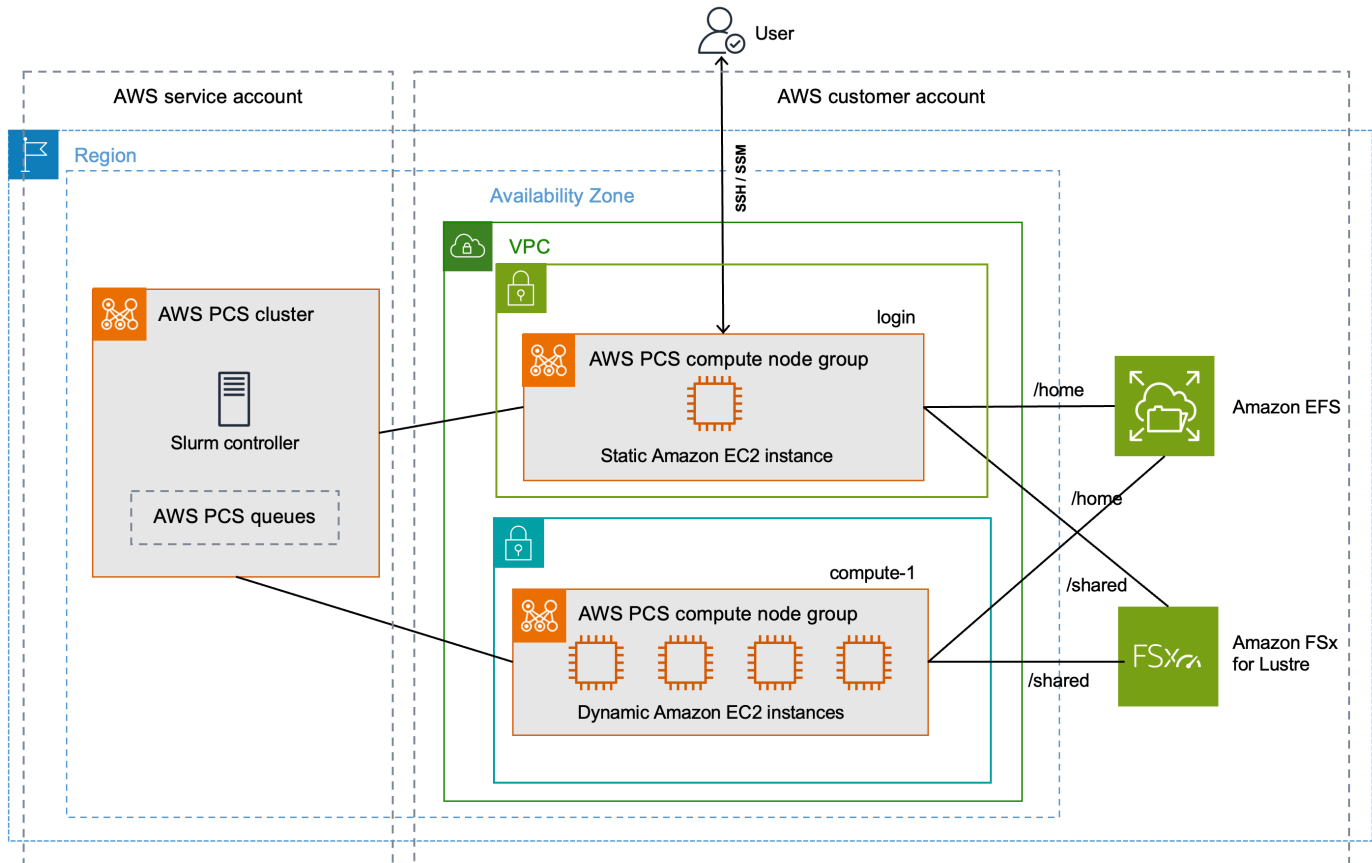 User
AWS service account
AWS customer account
Region
SSH / SSM
Availability Zone
VPC
AWS PCS cluster
login
AWS PCS compute node group
/home
Amazon EFS
Slurm controller
Static Amazon EC2 instance
/home
AWS PCS queues
compute-1
/shared
AWS PCS compute node group
Amazon FSx
for Lustre
FSx
/shared
Dynamic Amazon EC2 instances